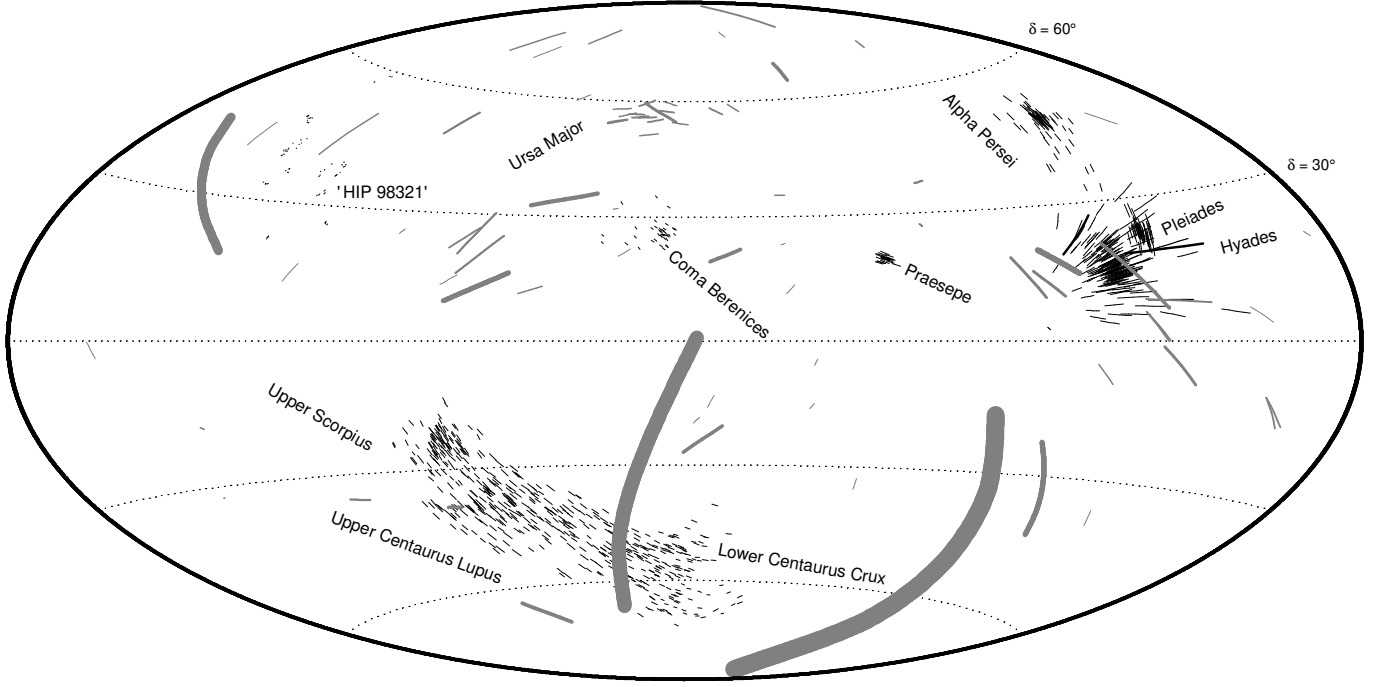 δ = 60°
Alpha Persei
Ursa Major
δ = 30°
'HIP 98321'
Pleiades
Hyades
Coma Berenices
Praesepe
Upper Scorpius
Upper Centaurus Lupus
Lower Centaurus Crux